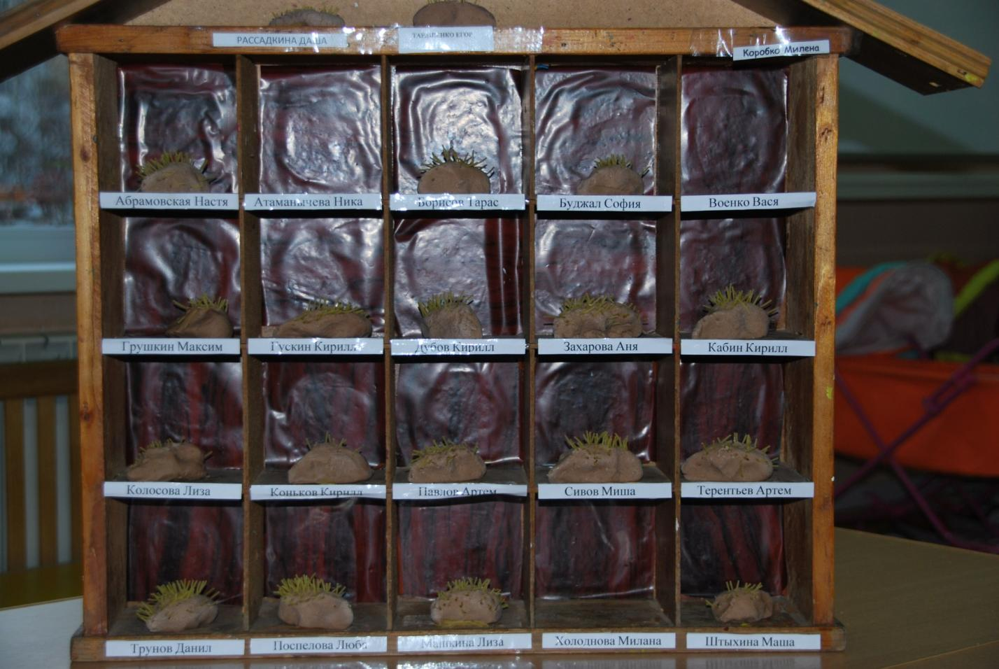 РАССАДКИНА ДАША
ЕГОР
Коробко Милена
Абрамовская Настя
Атаманычева Ника
Борисов Тарас
Буджал София
Военко Вася
Грушкин Максим
Гускин Кирилл
Дубов Кирилл
Захарова Аня
Кабин Кирилл
Колосова Лиза
Коньков Кирилл
Павлов Артем
Сивов Миша
Терентьев Артем
Трунов Данил
Поспелова Люба
Лиза
Холоднова Милана
Штыхина Маша